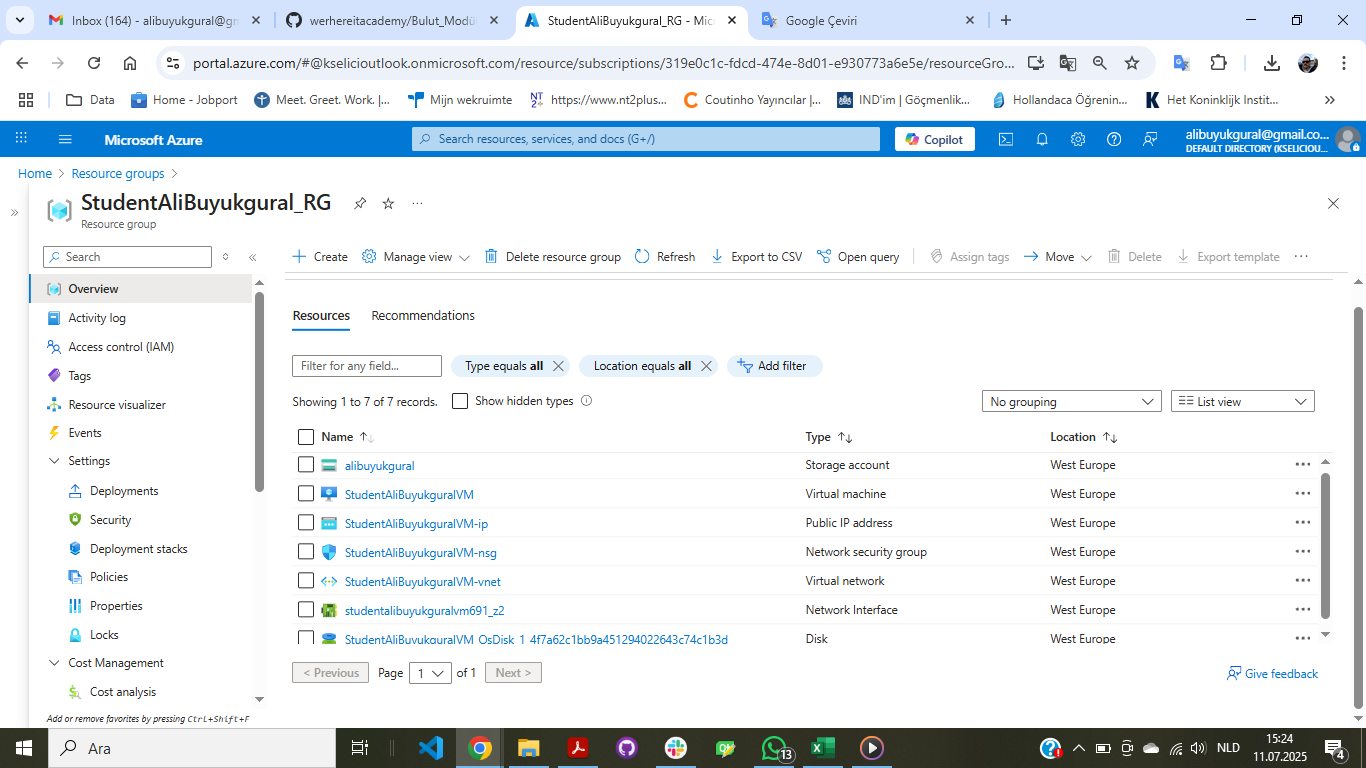 Inbox (164) - alibuyukgural@gm
werhereitacademy/Bulut_Modül
StudentAliBuyukgural_RG - Micr
Google Çeviri
portal.azure.com/#@kselicioutlook.onmicrosoft.com/resource/subscriptions/319e0c1c-fdcd-474e-8d01-e930773a6e5e/resourceGro...
Data
Home - Jobport
Meet. Greet. Work. |...
Mijn wekruimte
NT2
https://www.nt2plus...
Coutinho Yayıncılar |...
IND
IND'im | Göçmenlik...
Hollandaca Öğrenin...
Het Koninklijk Instit...
Microsoft Azure
Search resources, services, and docs (G+/)
Copilot
alibuyukgural@gmail.co...
DEFAULT DIRECTORY (KSELICIOU...
Home > Resource groups >
StudentAliBuyukgural_RG
Resource group
Search
Create
Manage view
Delete resource group
Refresh
Export to CSV
Open query
Assign tags
Move
Delete
Export template
Overview
Activity log
Access control (IAM)
Tags
Resource visualizer
Events
Settings
Deployments
Security
Deployment stacks
Policies
Properties
Locks
Cost Management
Cost analysis
Add or remove favorites by pressing Ctrl+Shift+F
Resources
Recommendations
Filter for any field...
Type equals all
Location equals all
Add filter
Showing 1 to 7 of 7 records.
Show hidden types
No grouping
List view
Name Type Location
alibuyukgural Storage account West Europe
StudentAliBuyukguralVM Virtual machine West Europe
StudentAliBuyukguralVM-ip Public IP address West Europe
StudentAliBuyukguralVM-nsg Network security group West Europe
StudentAliBuyukguralVM-vnet Virtual network West Europe
studentalibuyukguralvm691_z2 Network Interface West Europe
StudentAliBuyukguralVM_OsDisk_1_4f7a62c1bb9a451294022643c74c1b3d Disk West Europe
< Previous
Page 1 of 1
Next >
Give feedback
Ara
13
NLD
15:24
11.07.2025
4